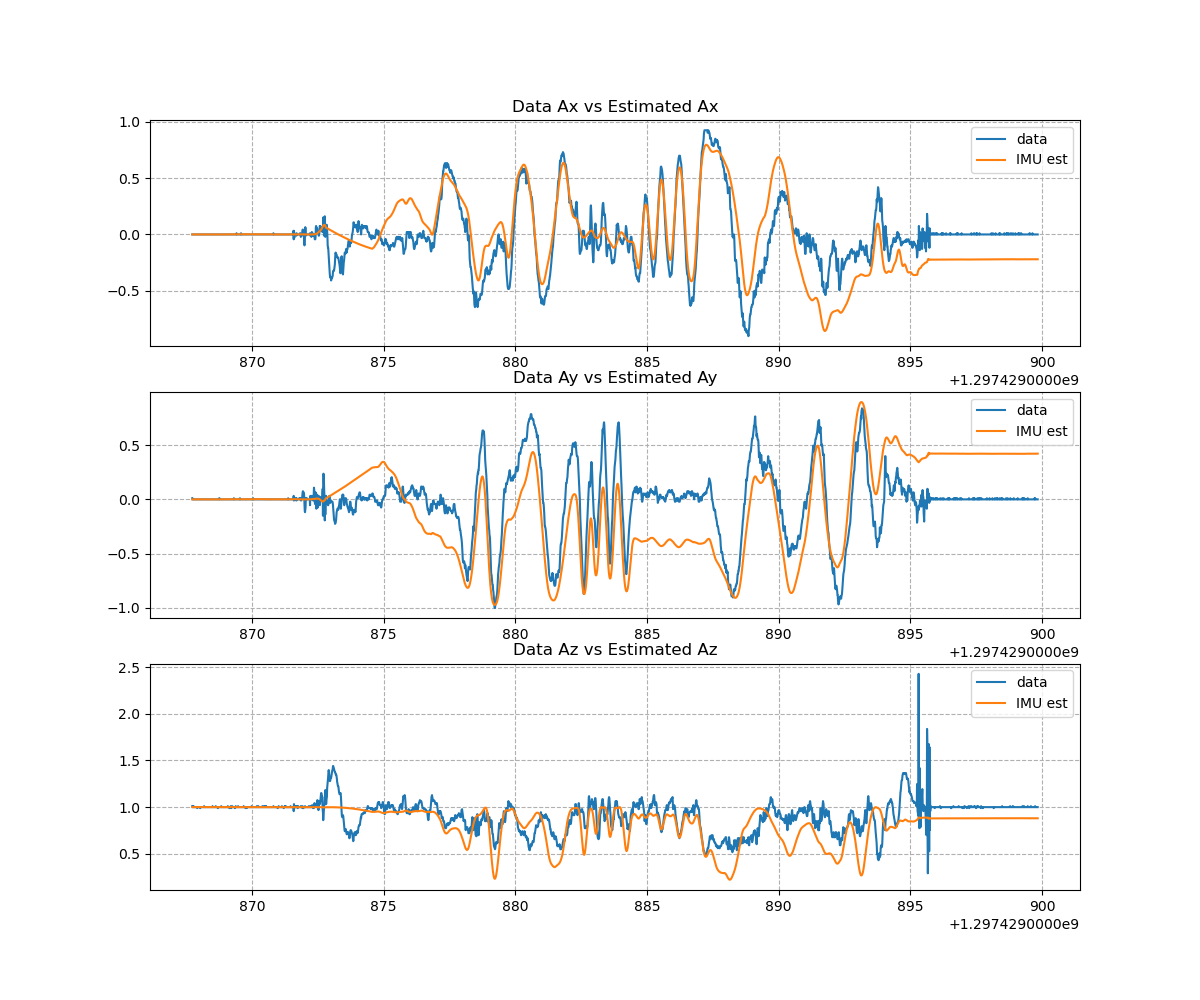 Data Ax vs Estimated Ax
1.0
0.5
0.0
−0.5
data
IMU est
870 875 880 885 890 895 900
+1.2974290000e9
Data Ay vs Estimated Ay
0.5
0.0
−0.5
−1.0
data
IMU est
870 875 880 885 890 895 900
+1.2974290000e9
Data Az vs Estimated Az
2.5
2.0
1.5
1.0
0.5
data
IMU est
870 875 880 885 890 895 900
+1.2974290000e9